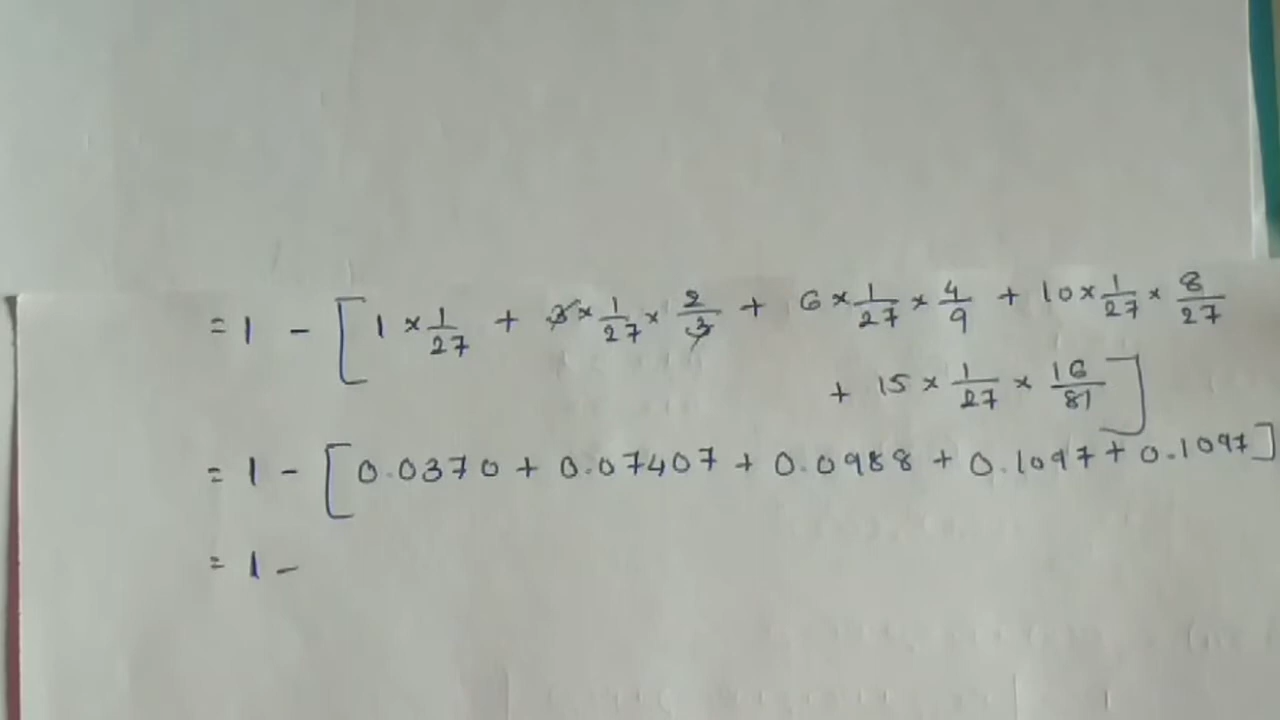 = 1 - [ 1 × 1/27 + 3 × 1/27 × 2/3 + 6 × 1/27 × 4/9 + 10 × 1/27 × 8/27
+ 15 × 1/27 × 16/81 ]
= 1 - [ 0.0370 + 0.07407 + 0.0988 + 0.1097 + 0.1097 ]
= 1 -